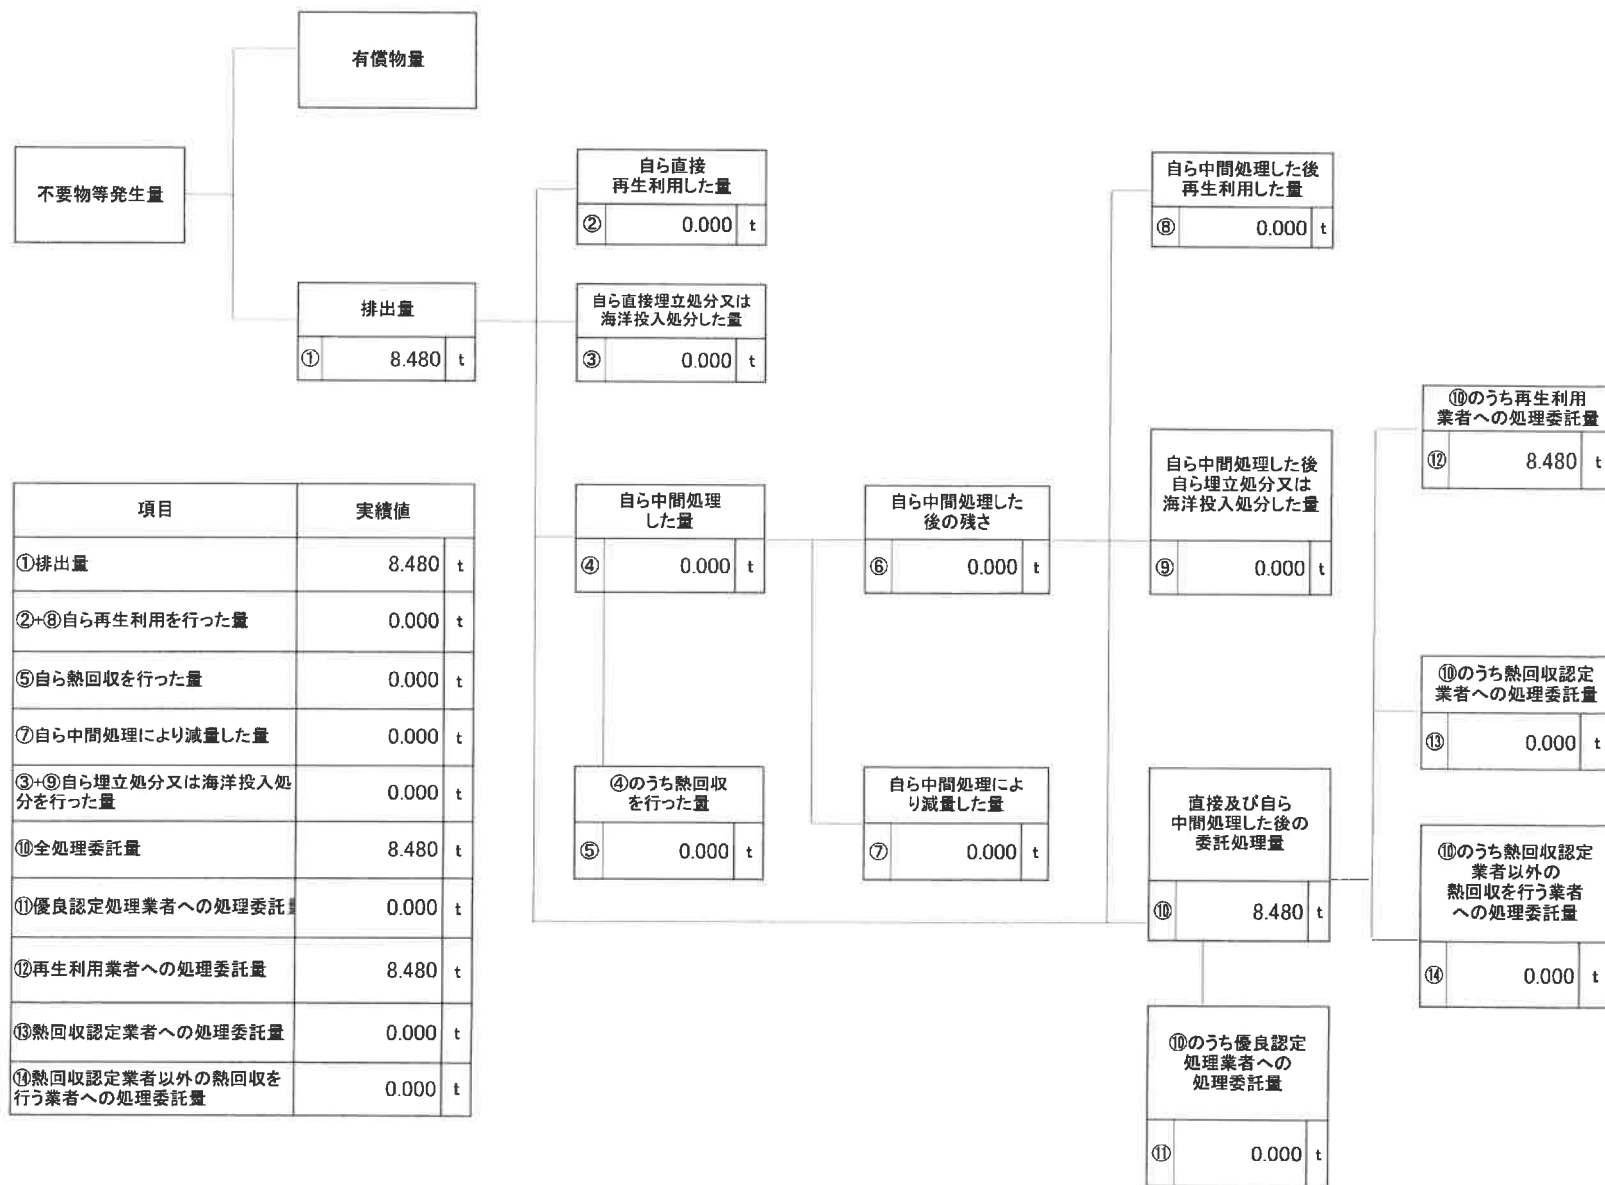 有償物量
不要物等発生量
排出量
① 8.480 t
自ら直接
再生利用した量
② 0.000 t
自ら直接埋立処分又は
海洋投入処分した量
③ 0.000 t
自ら中間処理
した量
④ 0.000 t
④のうち熱回収
を行った量
⑤ 0.000 t
自ら中間処理した
後の残さ
⑥ 0.000 t
自ら中間処理によ
り減量した量
⑦ 0.000 t
自ら中間処理した後
再生利用した量
⑧ 0.000 t
自ら中間処理した後
自ら埋立処分又は
海洋投入処分した量
⑨ 0.000 t
直接及び自ら
中間処理した後の
委託処理量
⑩ 8.480 t
⑩のうち優良認定
処理業者への
処理委託量
⑪ 0.000 t
⑩のうち再生利用
業者への処理委託量
⑫ 8.480 t
⑩のうち熱回収認定
業者への処理委託量
⑬ 0.000 t
⑩のうち熱回収認定
業者以外の
熱回収を行う業者
への処理委託量
⑭ 0.000 t
項目 実績値
①排出量 8.480 t
②+⑧自ら再生利用を行った量 0.000 t
⑤自ら熱回収を行った量 0.000 t
⑦自ら中間処理により減量した量 0.000 t
③+⑨自ら埋立処分又は海洋投入処
分を行った量 0.000 t
⑩全処理委託量 8.480 t
⑪優良認定処理業者への処理委託 0.000 t
⑫再生利用業者への処理委託量 8.480 t
⑬熱回収認定業者への処理委託量 0.000 t
⑭熱回収認定業者以外の熱回収を
行う業者への処理委託量 0.000 t